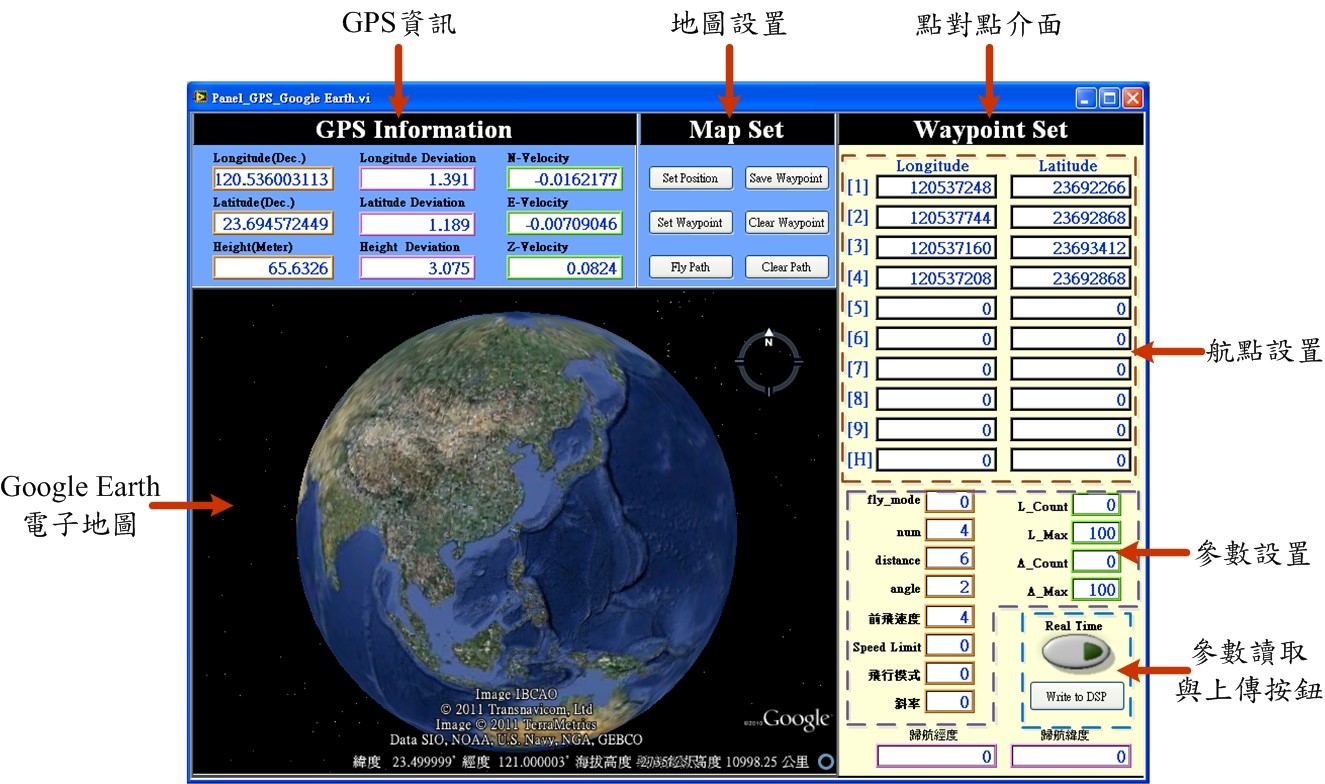 GPS資訊
地圖設置
點對點介面
Panel_GPS_Google Earth.vi
GPS Information
Map Set
Waypoint Set
Longitude(Dec.)
Longitude Deviation
N-Velocity
120.536003113
1.391
-0.0162177
Latitude(Dec.)
Latitude Deviation
E-Velocity
23.694572449
1.189
-0.00709046
Height(Meter)
Height Deviation
Z-Velocity
65.6326
3.075
0.0824
Set Position
Save Waypoint
Set Waypoint
Clear Waypoint
Fly Path
Clear Path
Longitude Latitude
[1] 120537248 23692266
[2] 120537744 23692868
[3] 120537160 23693412
[4] 120537208 23692868
[5] 0 0
[6] 0 0
[7] 0 0
[8] 0 0
[9] 0 0
[H] 0 0
航點設置
N
Google Earth
電子地圖
fly_mode 0
num 4
distance 6
angle 2
前飛速度 4
Speed Limit 0
飛行模式 0
斜率 0
L_Count 0
L_Max 100
A_Count 0
A_Max 100
參數設置
Real Time
Write to DSP
參數讀取
與上傳按鈕
歸航經度 歸航緯度
0 0
Image IBCAO
© 2011 Transnavicom, Ltd
Image © 2011 TerraMetrics
Data SIO, NOAA, U.S. Navy, NGA, GEBCO
©2010 Google
緯度 23.499999° 經度 121.000003° 海拔高度 高度 10998.25 公里